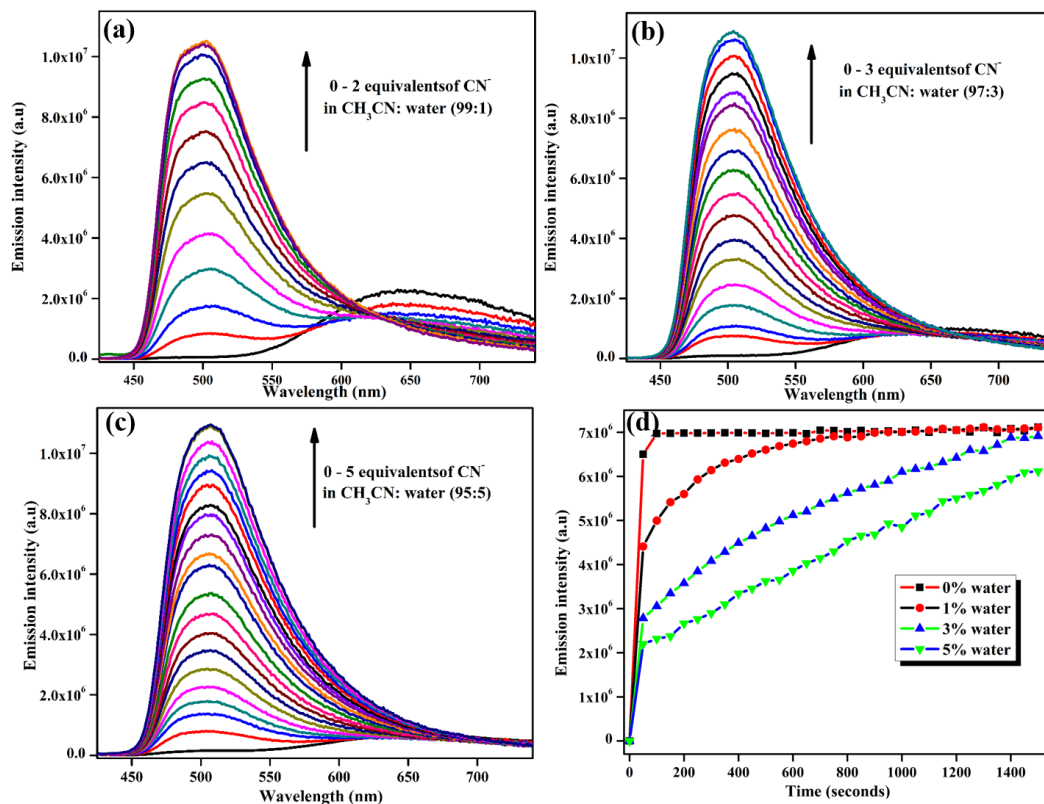 (a)
0 - 2 equivalentsof CN⁻
in CH₃CN: water (99:1)
Emission intensity (a.u)
1.0x10⁷
8.0x10⁶
6.0x10⁶
4.0x10⁶
2.0x10⁶
0.0
450 500 550 600 650 700
Wavelength (nm)
(b)
0 - 3 equivalentsof CN⁻
in CH₃CN: water (97:3)
Emission intensity (a.u)
1.0x10⁷
8.0x10⁶
6.0x10⁶
4.0x10⁶
2.0x10⁶
0.0
450 500 550 600 650 700
Wavelength (nm)
(c)
0 - 5 equivalentsof CN⁻
in CH₃CN: water (95:5)
Emission intensity (a.u)
1.0x10⁷
8.0x10⁶
6.0x10⁶
4.0x10⁶
2.0x10⁶
0.0
450 500 550 600 650 700
Wavelength (nm)
(d)
Emission intensity (a.u)
7x10⁶
6x10⁶
5x10⁶
4x10⁶
3x10⁶
2x10⁶
1x10⁶
0
0% water
1% water
3% water
5% water
0 200 400 600 800 1000 1200 1400
Time (seconds)